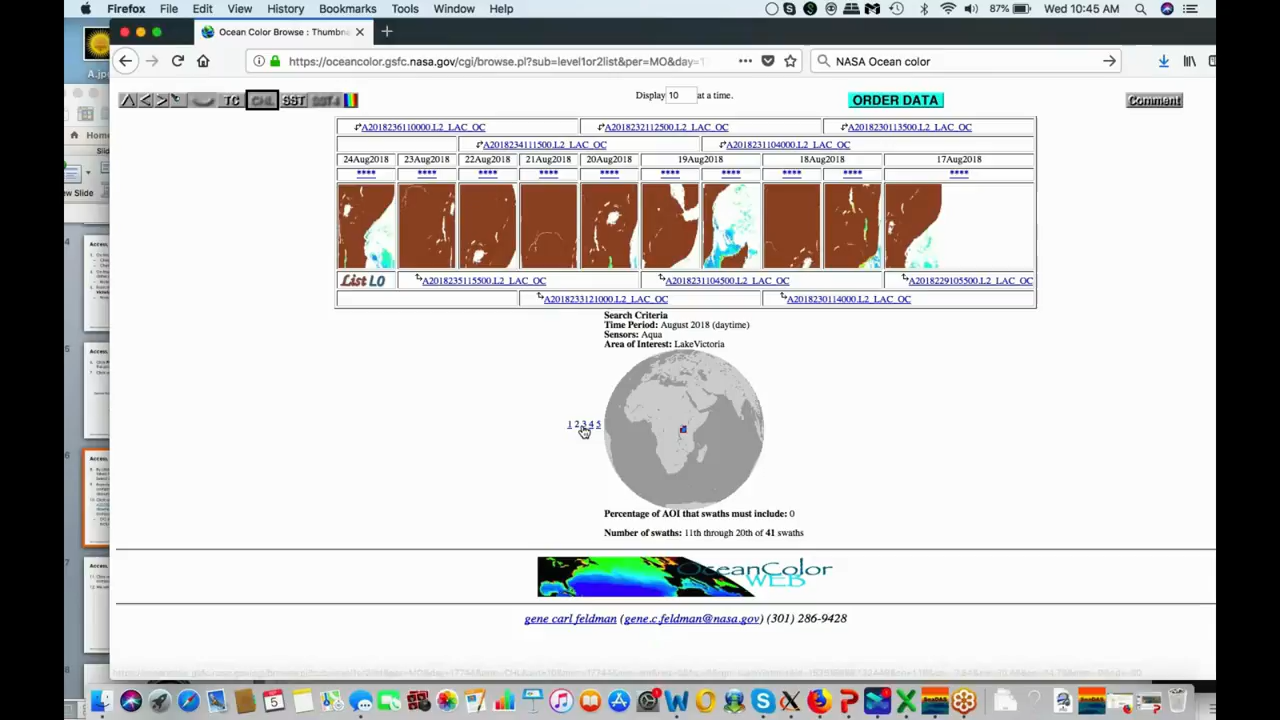 Firefox File Edit View History Bookmarks Tools Window Help 87% Wed 10:45 AM
Ocean Color Browse : Thumbna
https://oceancolor.gsfc.nasa.gov/cgi/browse.pl?sub=level1or2list&per=MO&day=1
NASA Ocean color
A.jpg
TC CHL SST SST4
Display 10 at a time.
ORDER DATA
Comment
Home
A2018236110000.L2_LAC_OC A2018232112500.L2_LAC_OC A2018230113500.L2_LAC_OC
A2018234111500.L2_LAC_OC A2018231104000.L2_LAC_OC
24Aug2018 23Aug2018 22Aug2018 21Aug2018 20Aug2018 19Aug2018 18Aug2018 17Aug2018
**** **** **** **** **** **** **** **** **** ****
List L0 A2018235115500.L2_LAC_OC A2018231104500.L2_LAC_OC A2018229105500.L2_LAC_OC
A2018233121000.L2_LAC_OC A2018230114000.L2_LAC_OC
Search Criteria
Time Period: August 2018 (daytime)
Sensors: Aqua
Area of Interest: LakeVictoria
1 2 3 4 5
Percentage of AOI that swaths must include: 0
Number of swaths: 11th through 20th of 41 swaths
OceanColor
WEB
gene carl feldman (gene.c.feldman@nasa.gov) (301) 286-9428